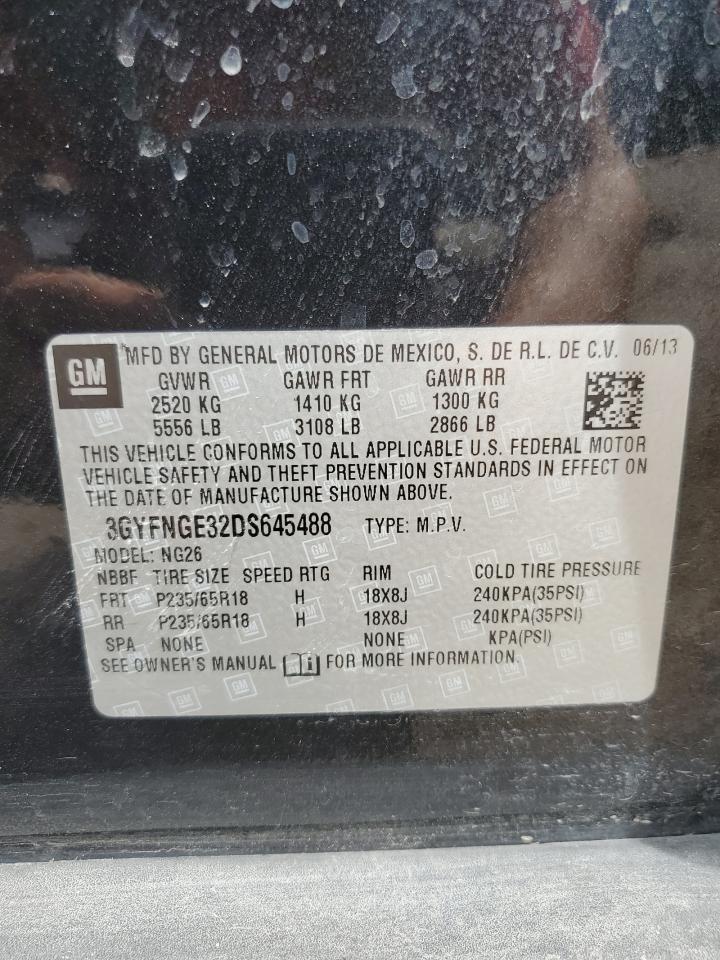 GM MFD BY GENERAL MOTORS DE MEXICO, S. DE R.L. DE C.V. 06/13
GVWR GAWR FRT GAWR RR
2520 KG 1410 KG 1300 KG
5556 LB 3108 LB 2866 LB
THIS VEHICLE CONFORMS TO ALL APPLICABLE U.S. FEDERAL MOTOR
VEHICLE SAFETY AND THEFT PREVENTION STANDARDS IN EFFECT ON
THE DATE OF MANUFACTURE SHOWN ABOVE.
3GYFNGE32DS645488 TYPE: M.P.V.
MODEL: NG26
NBBF TIRE SIZE SPEED RTG RIM COLD TIRE PRESSURE
FRT P235/65R18 H 18X8J 240KPA(35PSI)
RR P235/65R18 H 18X8J 240KPA(35PSI)
SPA NONE NONE KPA(PSI)
SEE OWNER'S MANUAL i FOR MORE INFORMATION.